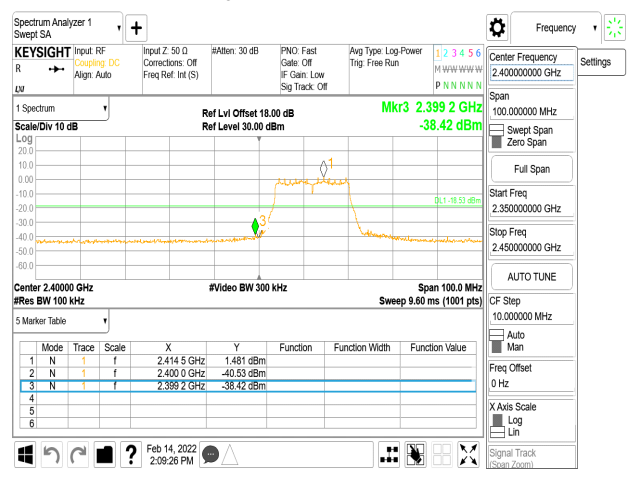 Spectrum Analyzer 1
Swept SA
Frequency
KEYSIGHT Input: RF Input Z: 50 Ω #Atten: 30 dB PNO: Fast Avg Type: Log-Power 1 2 3 4 5 6
R Coupling: DC Corrections: Off Gate: Off Trig: Free Run M W W W W W
Align: Auto Freq Ref: Int (S) IF Gain: Low
LXI Sig Track: Off P N N N N N
1 Spectrum
Scale/Div 10 dB
Ref Lvl Offset 18.00 dB
Ref Level 30.00 dBm
Mkr3 2.399 2 GHz
-38.42 dBm
Log
20.0
10.0
0.00
-10.0
-20.0
-30.0
-40.0
-50.0
-60.0
1
3
DL1 -18.53 dBm
Center 2.40000 GHz #Video BW 300 kHz Span 100.0 MHz
#Res BW 100 kHz Sweep 9.60 ms (1001 pts)
5 Marker Table
Mode Trace Scale X Y Function Function Width Function Value
1 N 1 f 2.414 5 GHz 1.481 dBm
2 N 1 f 2.400 0 GHz -40.53 dBm
3 N 1 f 2.399 2 GHz -38.42 dBm
4
5
6
?
Feb 14, 2022
2:09:26 PM
Center Frequency
2.400000000 GHz
Settings
Span
100.000000 MHz
Swept Span
Zero Span
Full Span
Start Freq
2.350000000 GHz
Stop Freq
2.450000000 GHz
AUTO TUNE
CF Step
10.000000 MHz
Auto
Man
Freq Offset
0 Hz
X Axis Scale
Log
Lin
Signal Track
(Span Zoom)